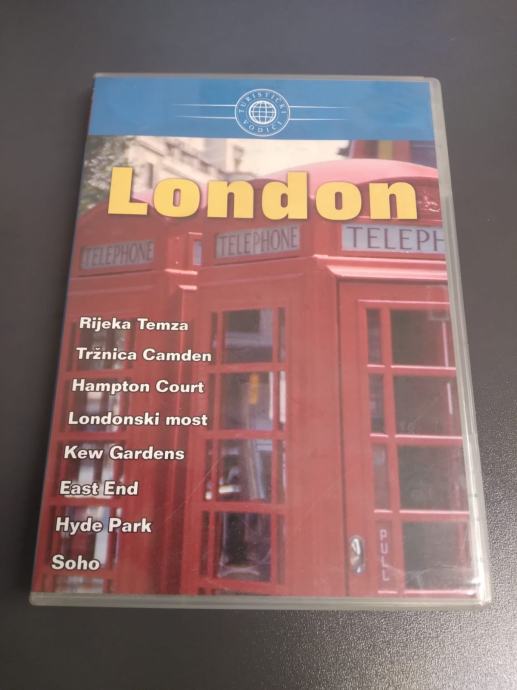 TURISTIČKI
VODIČI
London
TELEPHONE
TELEPHONE
TELEPH
Rijeka Temza
Tržnica Camden
Hampton Court
Londonski most
Kew Gardens
East End
Hyde Park
Soho
PULL